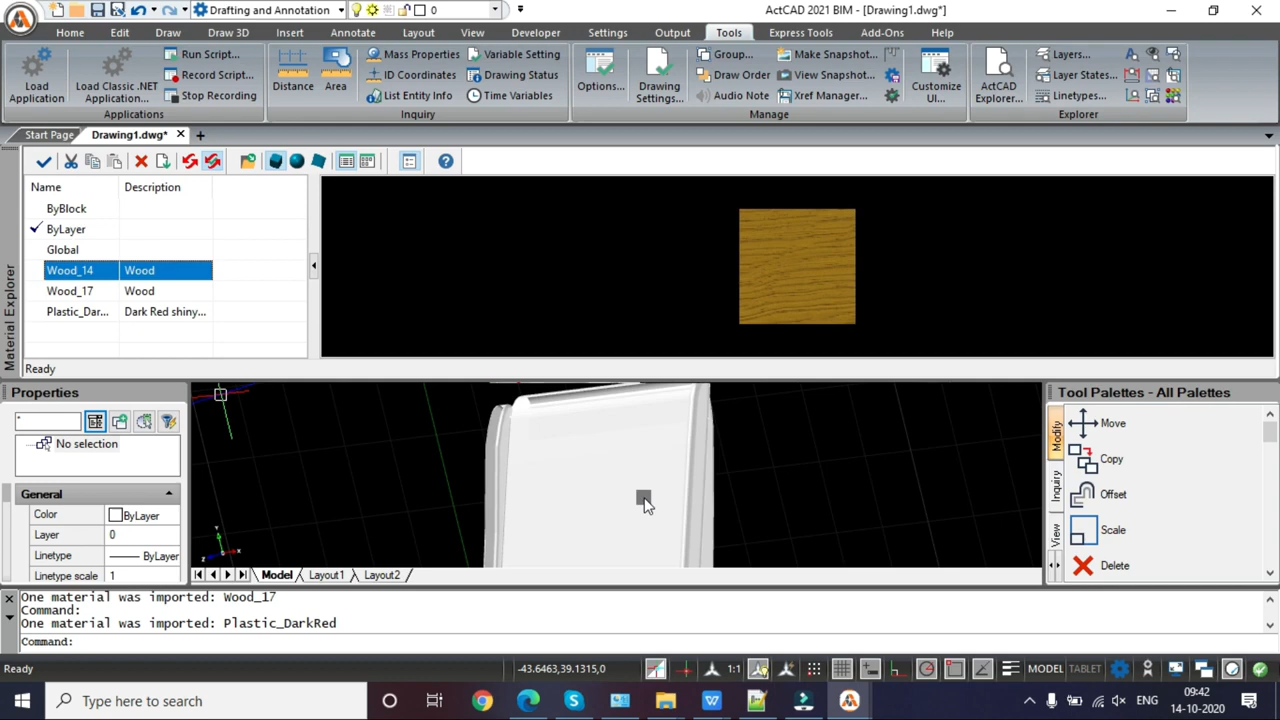 Drafting and Annotation
0
ActCAD 2021 BIM - [Drawing1.dwg*]
Home
Edit
Draw
Draw 3D
Insert
Annotate
Layout
View
Developer
Settings
Output
Tools
Express Tools
Add-Ons
Help
Load Application
Load Classic .NET Application...
Run Script...
Record Script...
Stop Recording
Applications
Distance
Area
Mass Properties
ID Coordinates
List Entity Info
Variable Setting
Drawing Status
Time Variables
Inquiry
Options...
Drawing Settings...
Group...
Draw Order
Audio Note
Make Snapshot...
View Snapshot...
Xref Manager...
Customize UI...
Manage
ActCAD Explorer...
Layers...
Layer States...
Linetypes...
Explorer
Start Page
Drawing1.dwg*
Name Description
ByBlock
ByLayer
Global
Wood_14 Wood
Wood_17 Wood
Plastic_Dar... Dark Red shiny...
Material Explorer
Ready
Properties
*
No selection
General
Color ByLayer
Layer 0
Linetype ByLayer
Linetype scale 1
Y
X
Z
Model
Layout1
Layout2
Tool Palettes - All Palettes
Modify
Inquiry
View
Move
Copy
Offset
Scale
Delete
One material was imported: Wood_17
Command:
One material was imported: Plastic_DarkRed
Command:
Ready
-43.6463,39.1315,0
1:1
MODEL
TABLET
Type here to search
ENG
09:42
14-10-2020